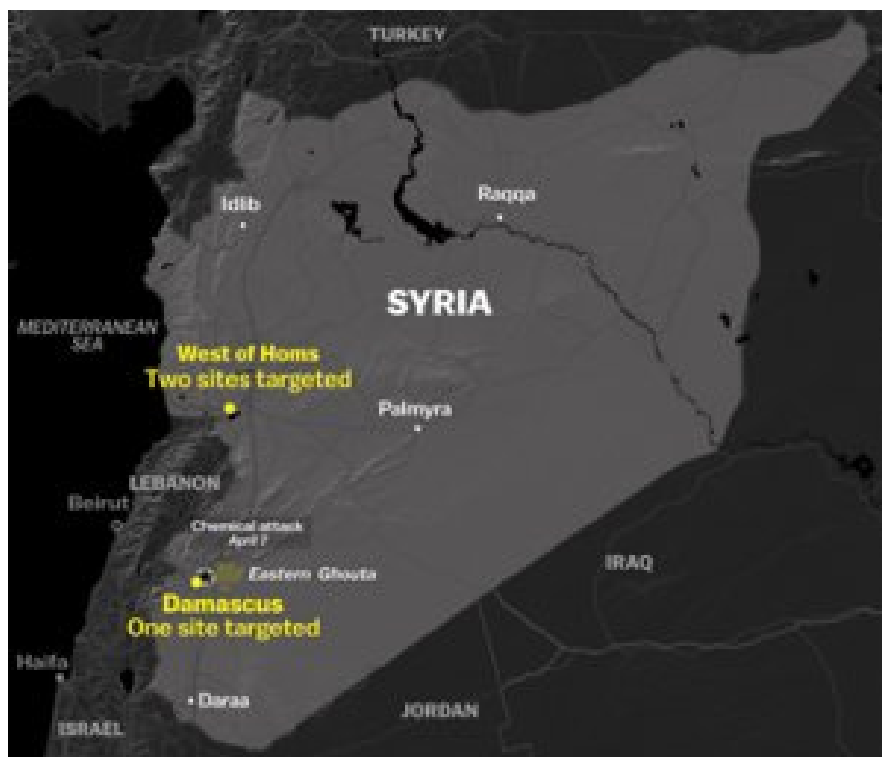 TURKEY
Idlib
Raqqa
SYRIA
MEDITERRANEAN
SEA
West of Homs
Two sites targeted
Palmyra
LEBANON
Beirut
Chemical attack
April 7
Eastern Ghouta
IRAQ
Damascus
One site targeted
Haifa
Daraa
JORDAN
ISRAEL